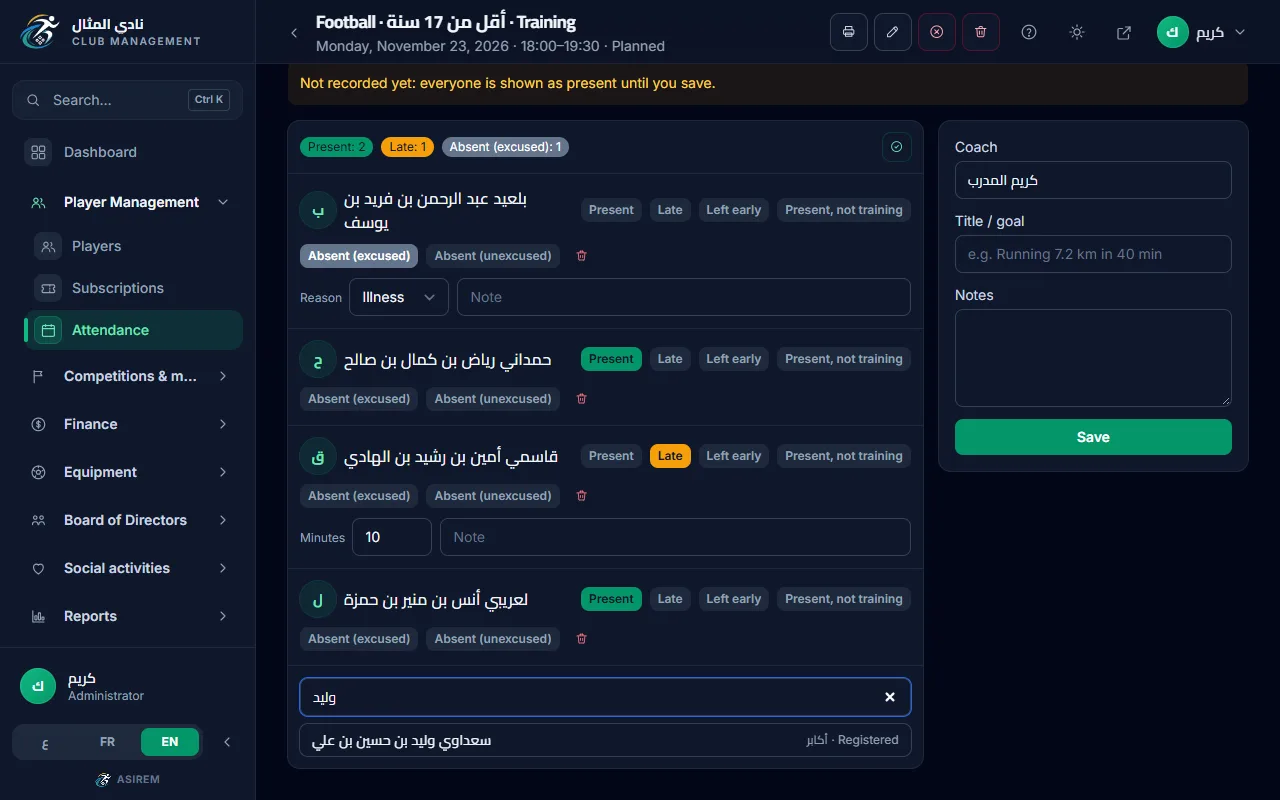 نادي المثال
CLUB MANAGEMENT
Search...
Ctrl K
Dashboard
Player Management
Players
Subscriptions
Attendance
Competitions & m...
Finance
Equipment
Board of Directors
Social activities
Reports
ك
كريم
Administrator
ع
FR
EN
ASIREM
Football · أقل من 17 سنة · Training
Monday, November 23, 2026 · 18:00–19:30 · Planned
ك
كريم
Not recorded yet: everyone is shown as present until you save.
Present: 2
Late: 1
Absent (excused): 1
ب
بلعيد عبد الرحمن بن فريد بن
يوسف
Present
Late
Left early
Present, not training
Absent (excused)
Absent (unexcused)
Reason
Illness
Note
ح
حمداني رياض بن كمال بن صالح
Present
Late
Left early
Present, not training
Absent (excused)
Absent (unexcused)
ق
قاسمي أمين بن رشيد بن الهادي
Present
Late
Left early
Present, not training
Absent (excused)
Absent (unexcused)
Minutes
10
Note
ل
لعريبي أنس بن منير بن حمزة
Present
Late
Left early
Present, not training
Absent (excused)
Absent (unexcused)
وليد
سعداوي وليد بن حسين بن علي
أكابر · Registered
Coach
كريم المدرب
Title / goal
e.g. Running 7.2 km in 40 min
Notes
Save